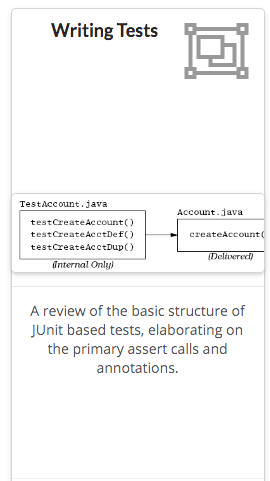 Writing Tests
TestAccount.java
testCreateAccount()
testCreateAcctDef()
testCreateAcctDup()
(Internal Only)
Account.java
createAccount(
(Delivered)
A review of the basic structure of
JUnit based tests, elaborating on
the primary assert calls and
annotations.